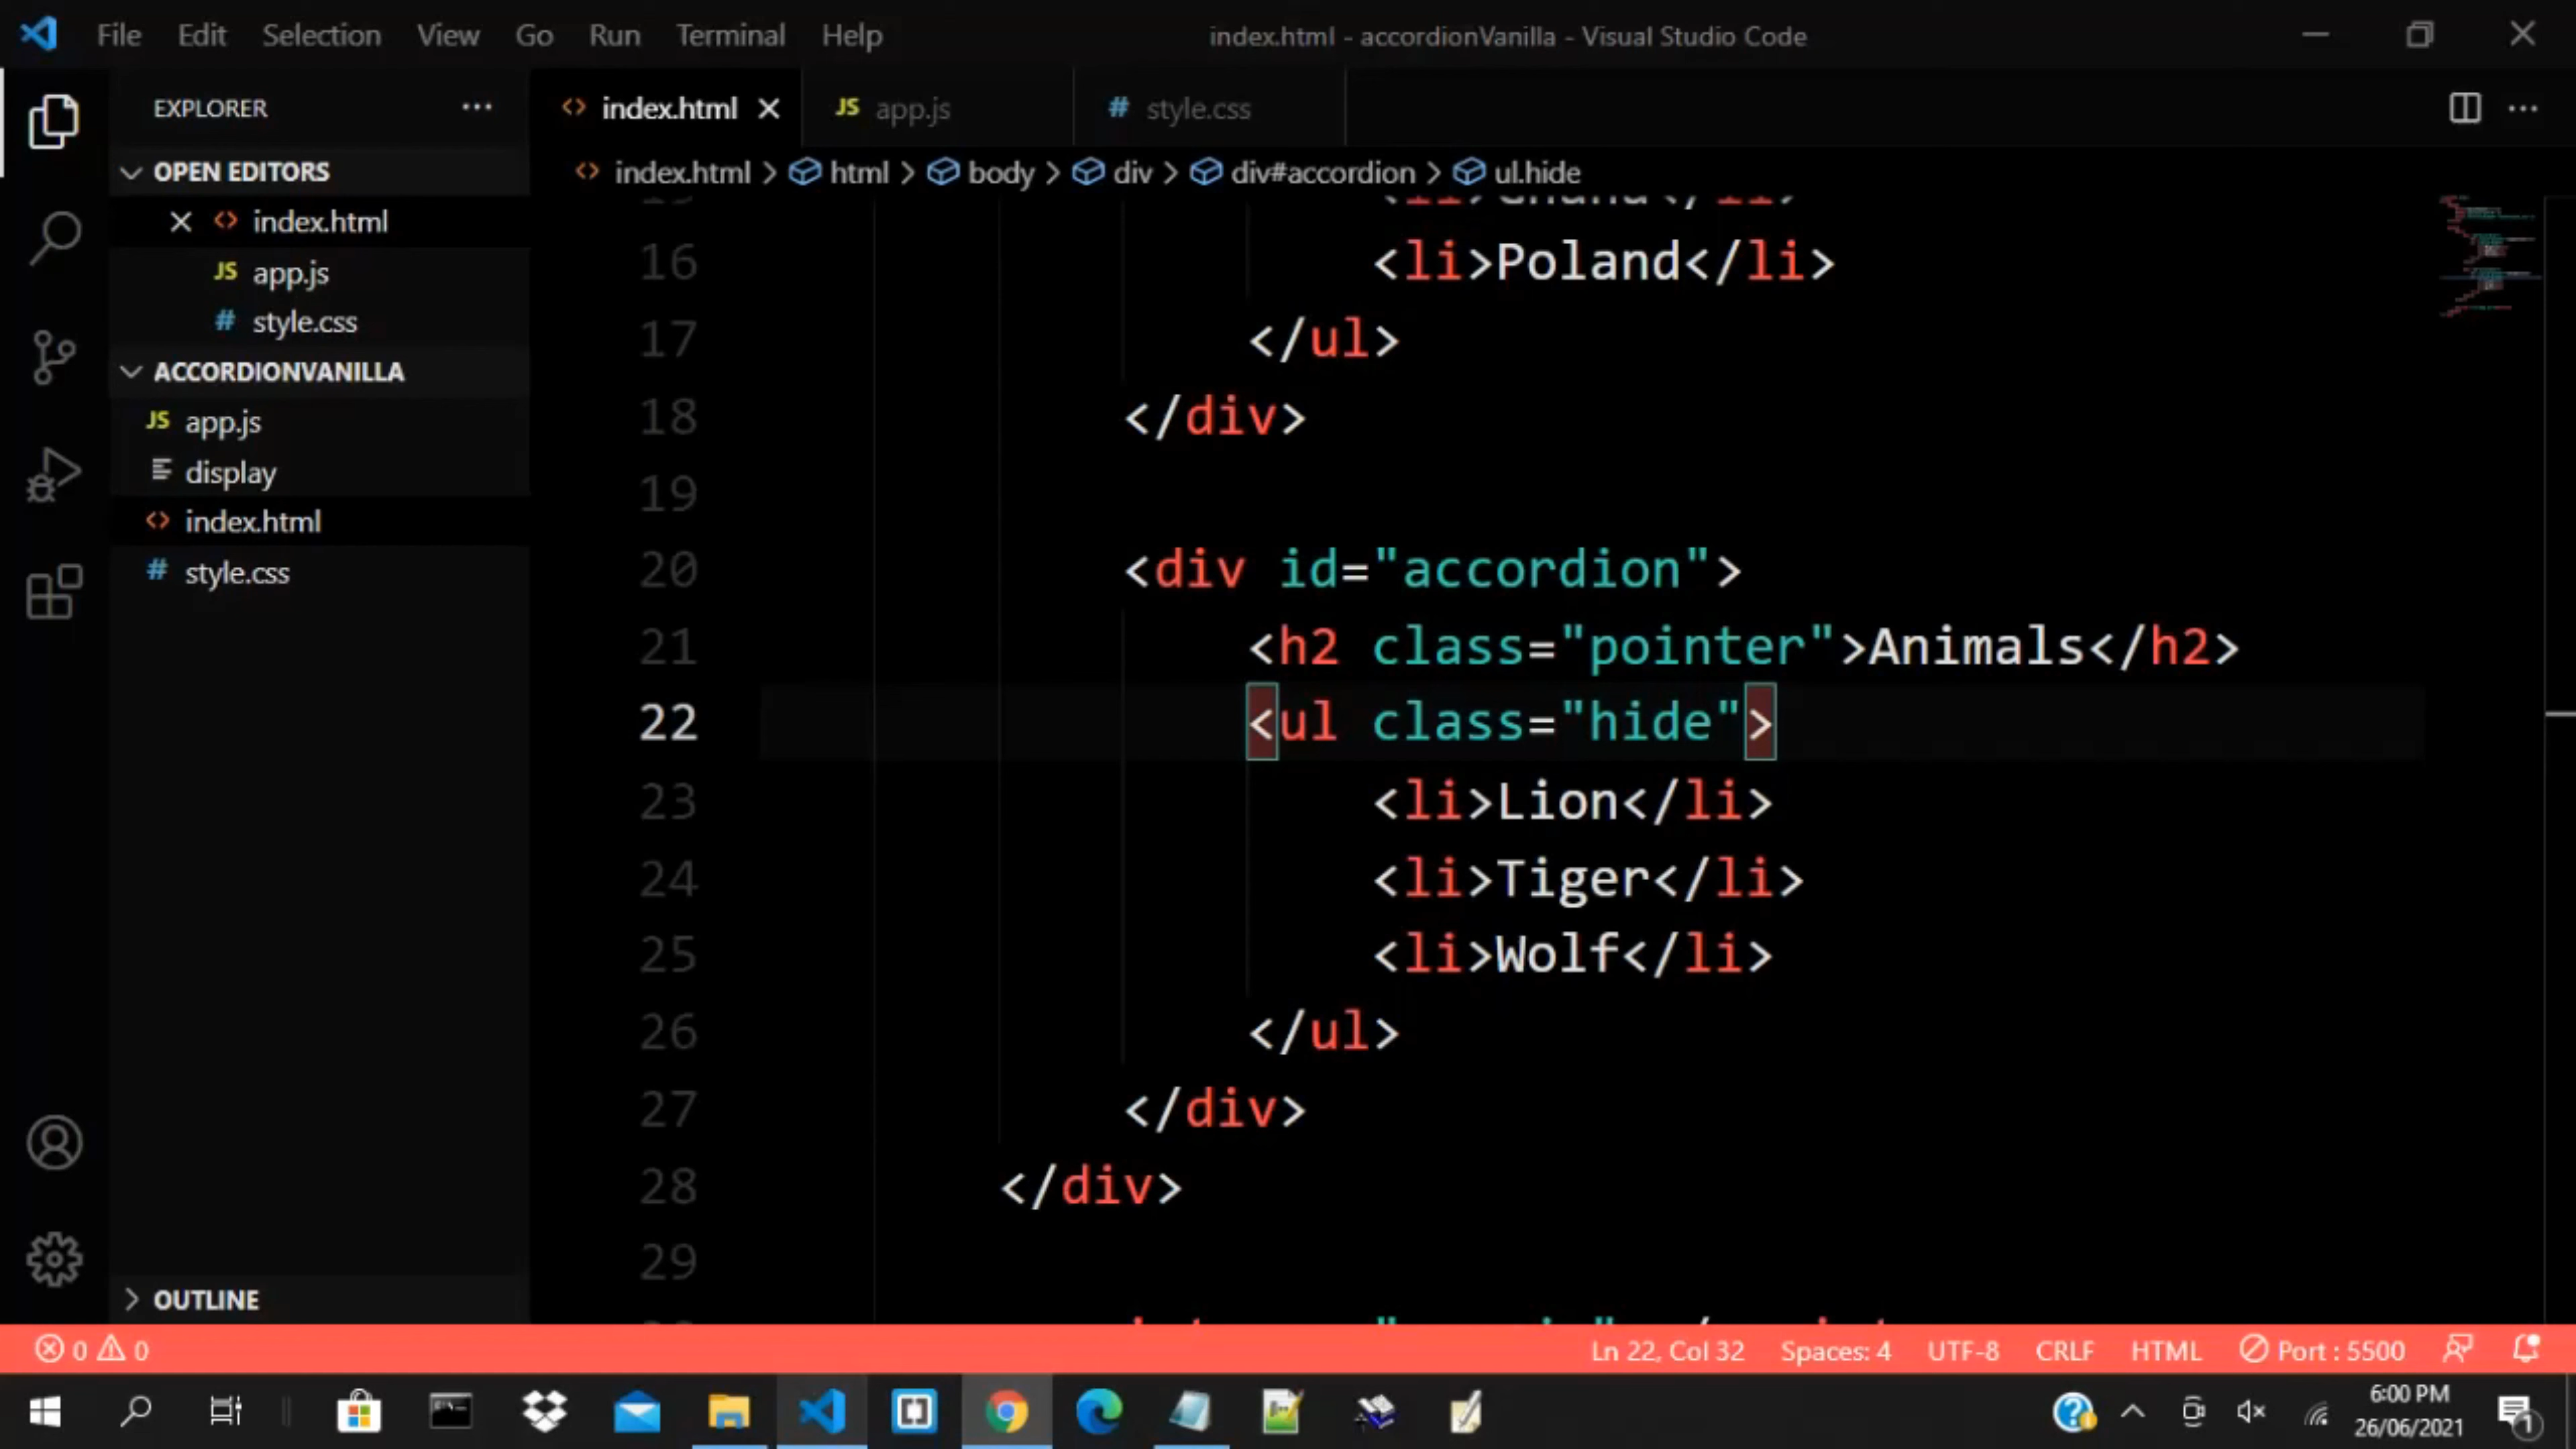 File Edit Selection View Go Run Terminal Help index.html - accordionVanilla - Visual Studio Code
EXPLORER
OPEN EDITORS
index.html
JS app.js
# style.css
ACCORDIONVANILLA
JS app.js
display
index.html
# style.css
OUTLINE
index.html JS app.js # style.css
index.html > html > body > div > div#accordion > ul.hide
16 <li>Poland</li>
17 </ul>
18 </div>
19
20 <div id="accordion">
21 <h2 class="pointer">Animals</h2>
22 <ul class="hide">
23 <li>Lion</li>
24 <li>Tiger</li>
25 <li>Wolf</li>
26 </ul>
27 </div>
28 </div>
29
0 0 Ln 22, Col 32 Spaces: 4 UTF-8 CRLF HTML Port : 5500
6:00 PM
26/06/2021
1